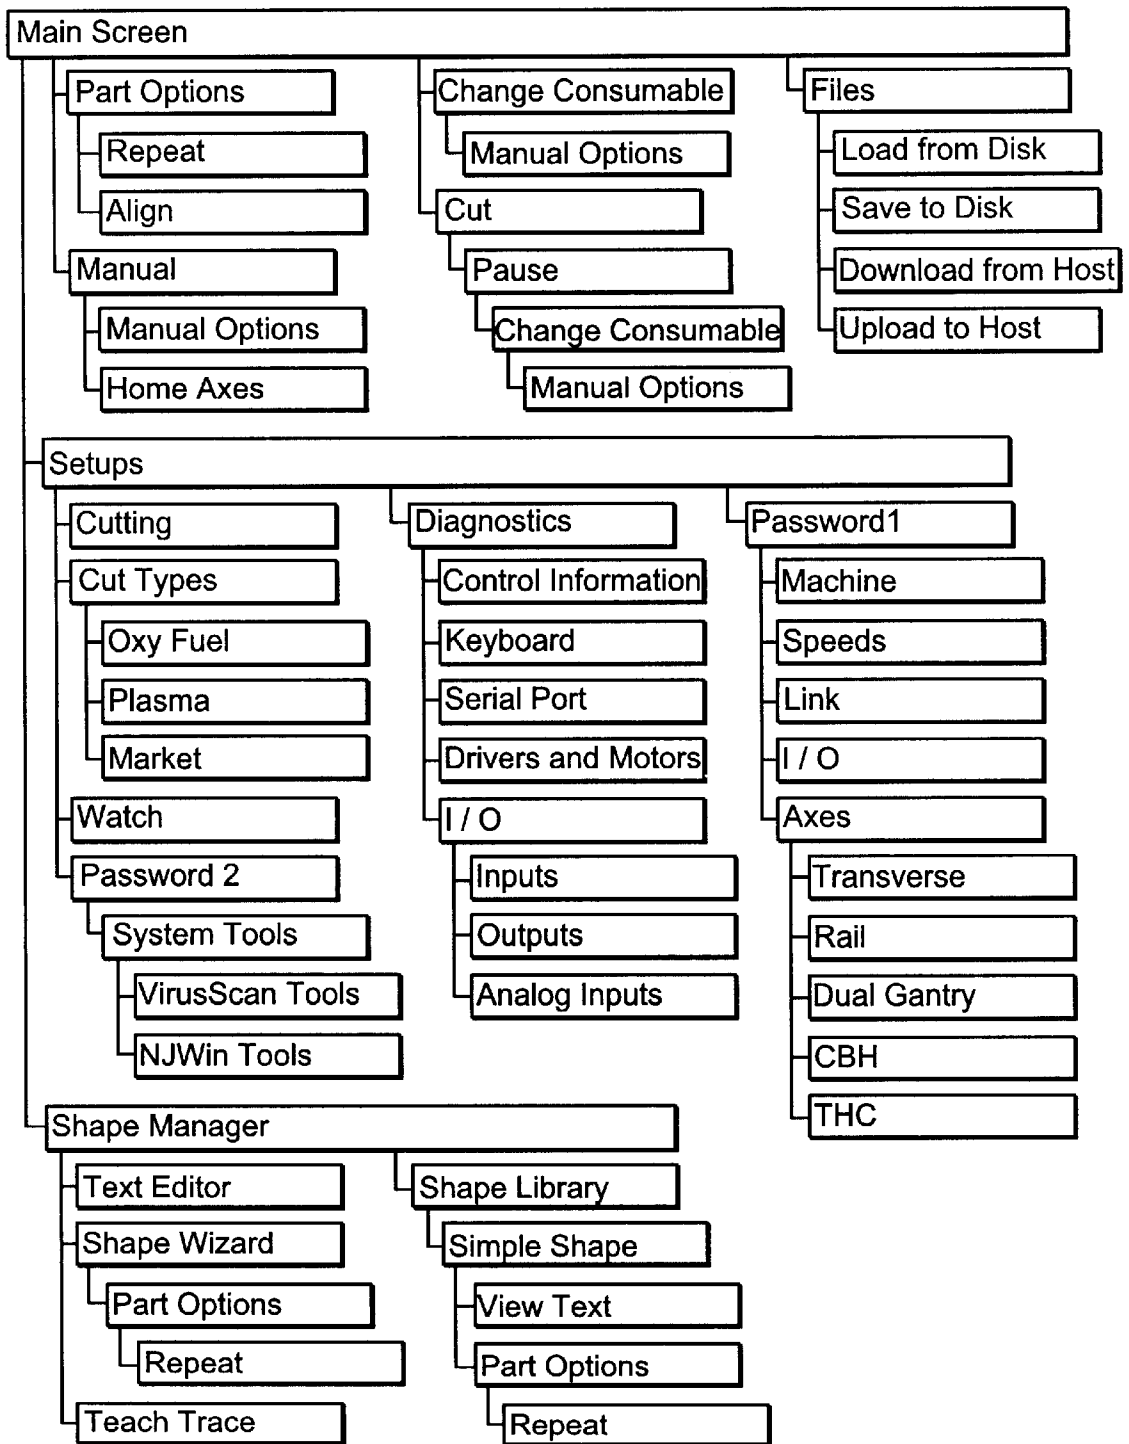 Main Screen
Part Options
Repeat
Align
Manual
Manual Options
Home Axes
Change Consumable
Manual Options
Cut
Pause
Change Consumable
Manual Options
Files
Load from Disk
Save to Disk
Download from Host
Upload to Host
Setups
Cutting
Cut Types
Oxy Fuel
Plasma
Market
Watch
Password 2
System Tools
VirusScan Tools
NJWin Tools
Diagnostics
Control Information
Keyboard
Serial Port
Drivers and Motors
I / O
Inputs
Outputs
Analog Inputs
Password1
Machine
Speeds
Link
I / O
Axes
Transverse
Rail
Dual Gantry
CBH
THC
Shape Manager
Text Editor
Shape Wizard
Part Options
Repeat
Teach Trace
Shape Library
Simple Shape
View Text
Part Options
Repeat